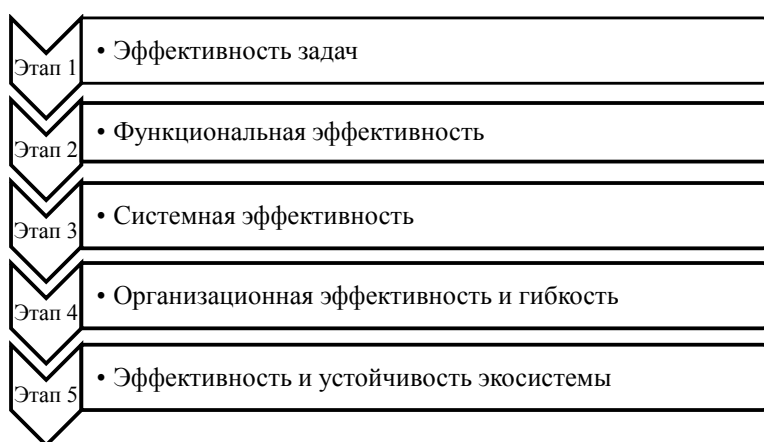 Этап 1
• Эффективность задач
Этап 2
• Функциональная эффективность
Этап 3
• Системная эффективность
Этап 4
• Организационная эффективность и гибкость
Этап 5
• Эффективность и устойчивость экосистемы